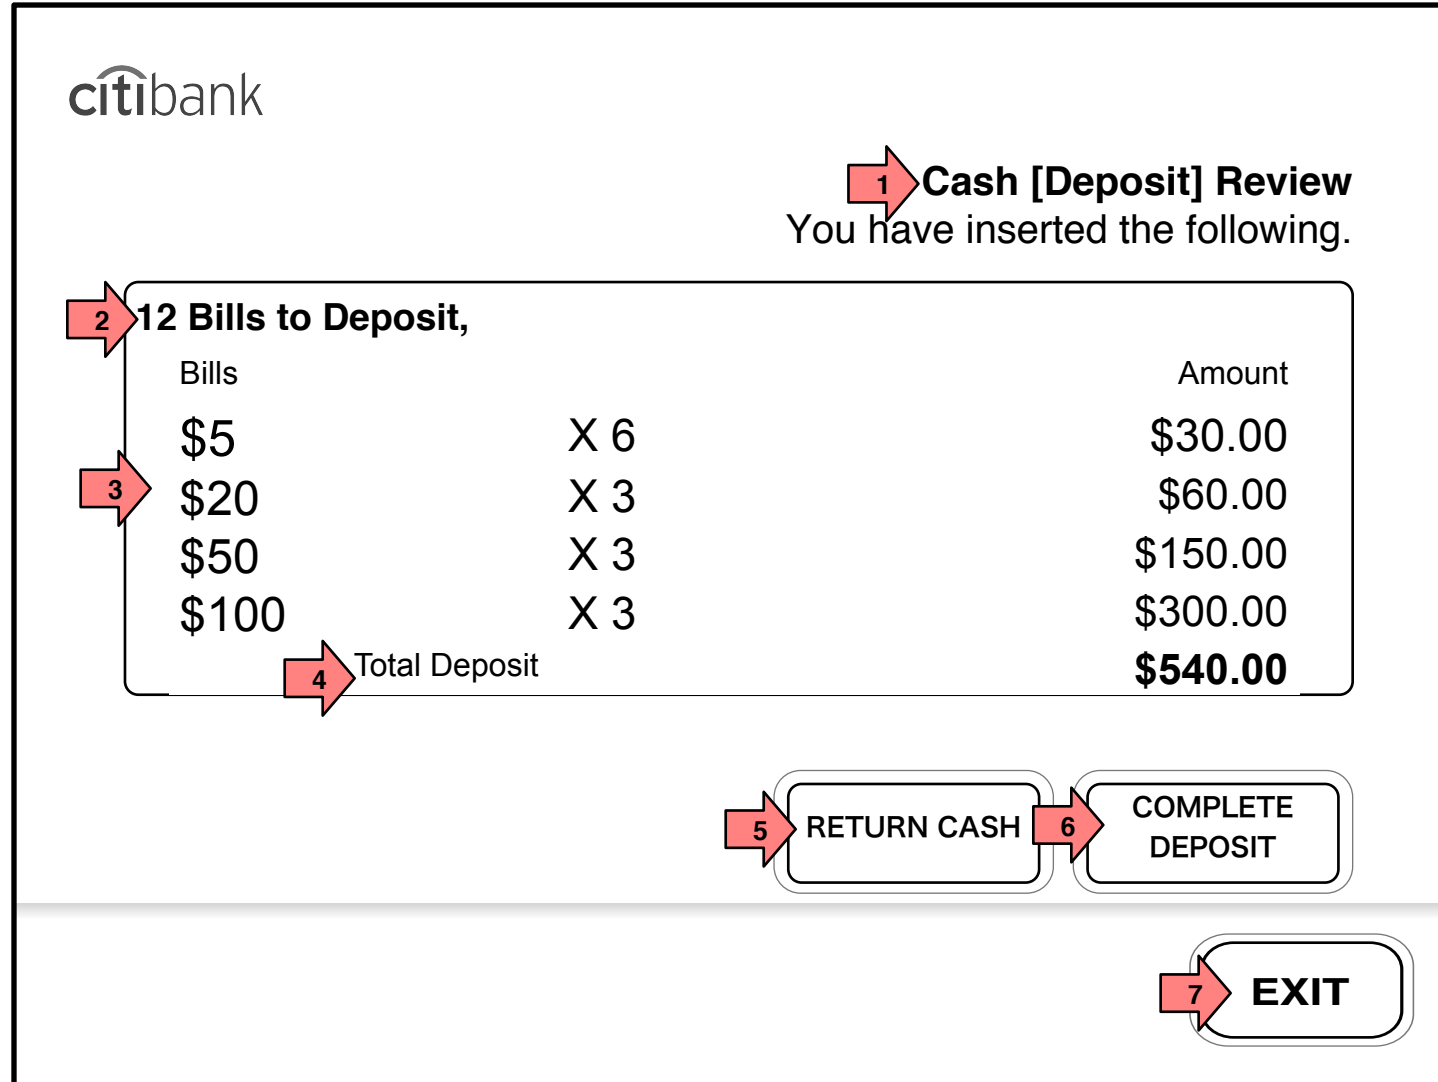 citibank
1 Cash [Deposit] Review
You have inserted the following.
2 12 Bills to Deposit,
Bills Amount
$5 X 6 $30.00
3
$20 X 3 $60.00
$50 X 3 $150.00
$100 X 3 $300.00
4 Total Deposit $540.00
5 RETURN CASH
6 COMPLETE
DEPOSIT
7 EXIT